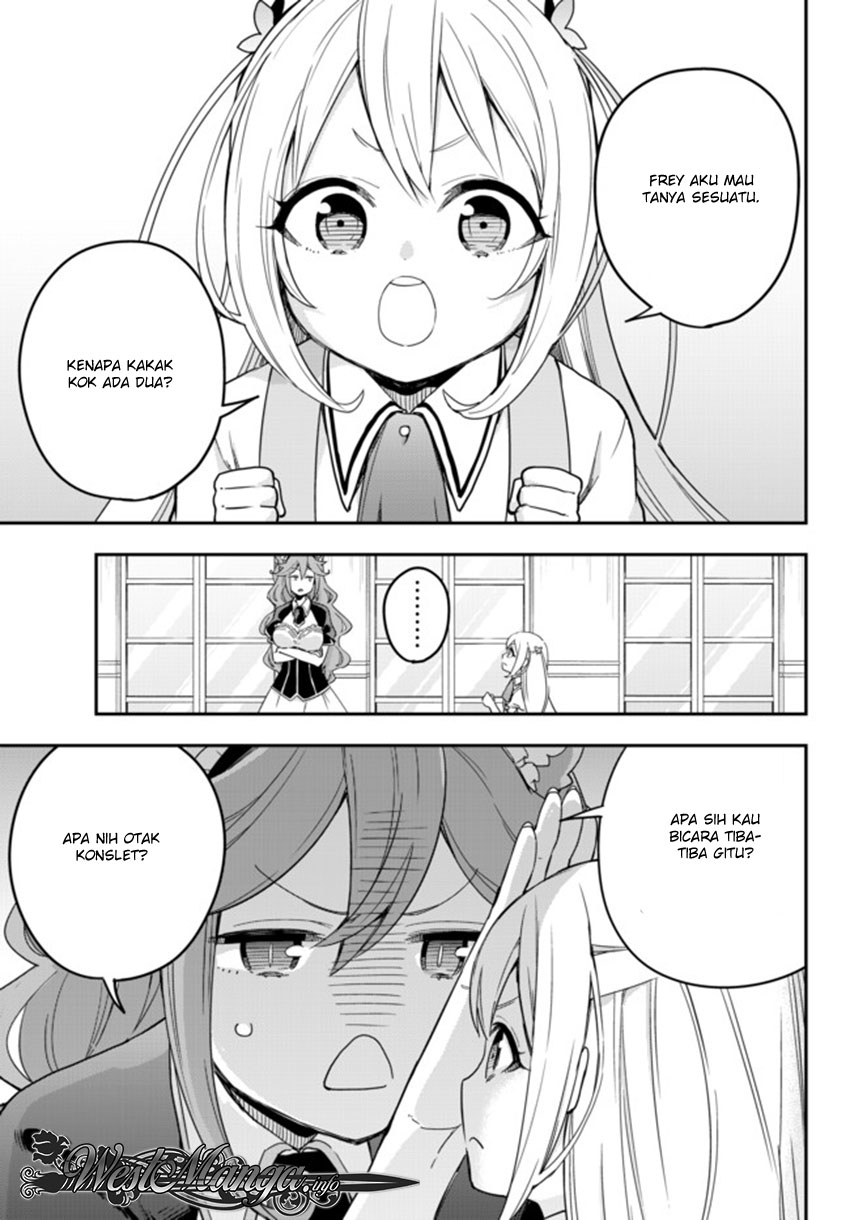 FREY AKU MAU
TANYA SESUATU.
KENAPA KAKAK
KOK ADA DUA?
APA SIH KAU
BICARA TIBA-
TIBA GITU?
APA NIH OTAK
KONSLET?
WestManga.info